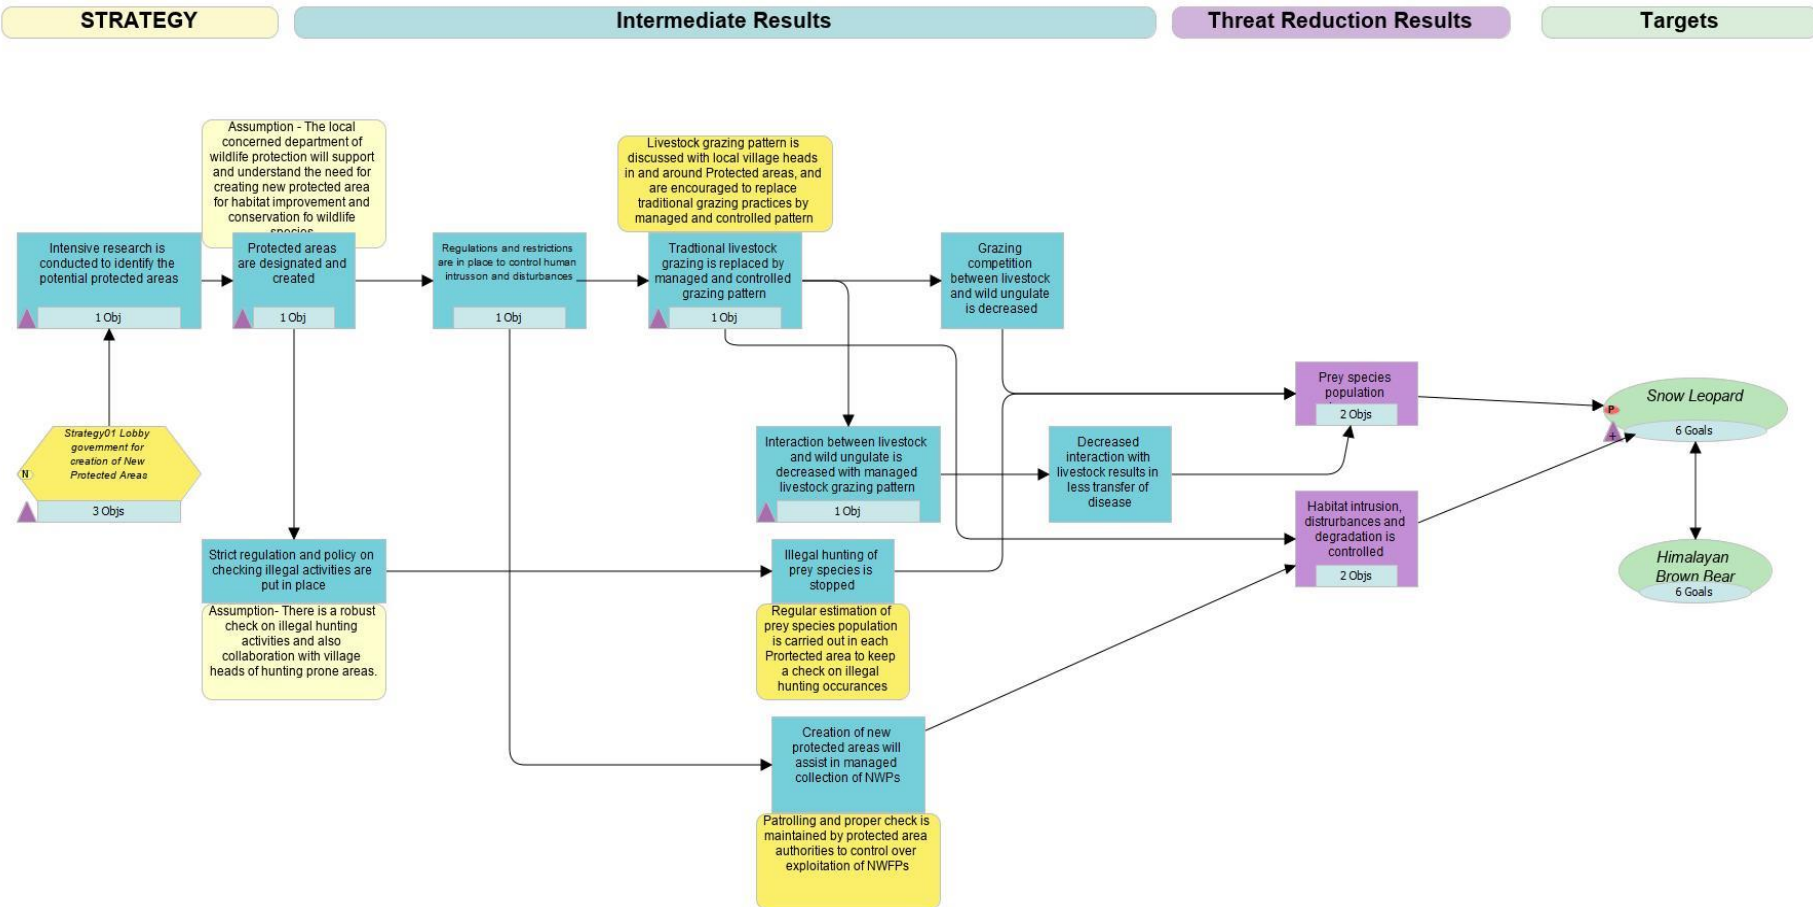 STRATEGY
Intermediate Results
Threat Reduction Results
Targets
Assumption - The local
concerned department of
wildlife protection will support
and understand the need for
creating new protected area
for habitat improvement and
conservation fo wildlife
species
Livestock grazing pattern is
discussed with local village heads
in and around Protected areas, and
are encouraged to replace
traditional grazing practices by
managed and controlled pattern
Intensive research is
conducted to identify the
potential protected areas
1 Obj
Protected areas
are designated and
created
1 Obj
Regulations and restrictions
are in place to control human
intrusson and disturbances
1 Obj
Tradtional livestock
grazing is replaced by
managed and controlled
grazing pattern
1 Obj
Grazing
competition
between livestock
and wild ungulate
is decreased
Prey species
population
2 Objs
Snow Leopard
P
+
6 Goals
Strategy01 Lobby
government for
creation of New
Protected Areas
N
3 Objs
Interaction between livestock
and wild ungulate is
decreased with managed
livestock grazing pattern
1 Obj
Decreased
interaction with
livestock results in
less transfer of
disease
Habitat intrusion,
distrurbances and
degradation is
controlled
2 Objs
Himalayan
Brown Bear
6 Goals
Strict regulation and policy on
checking illegal activities are
put in place
Assumption- There is a robust
check on illegal hunting
activities and also
collaboration with village
heads of hunting prone areas.
Illegal hunting of
prey species is
stopped
Regular estimation of
prey species population
is carried out in each
Prortected area to keep
a check on illegal
hunting occurances
Creation of new
protected areas will
assist in managed
collection of NWPs
Patrolling and proper check is
maintained by protected area
authorities to control over
exploitation of NWFPs